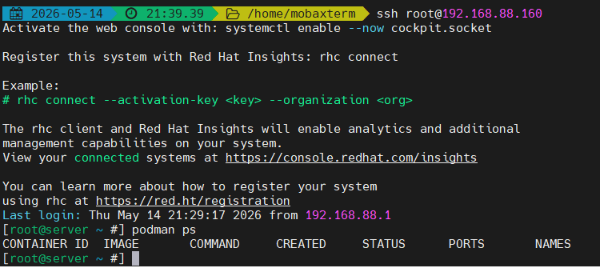 2026-05-14 21:39.39 /home/mobaxterm ssh root@192.168.88.160
Activate the web console with: systemctl enable --now cockpit.socket
Register this system with Red Hat Insights: rhc connect
Example:
# rhc connect --activation-key <key> --organization <org>
The rhc client and Red Hat Insights will enable analytics and additional
management capabilities on your system.
View your connected systems at https://console.redhat.com/insights
You can learn more about how to register your system
using rhc at https://red.ht/registration
Last login: Thu May 14 21:29:17 2026 from 192.168.88.1
[root@server ~ #] podman ps
CONTAINER ID  IMAGE       COMMAND     CREATED     STATUS      PORTS       NAMES
[root@server ~ #]